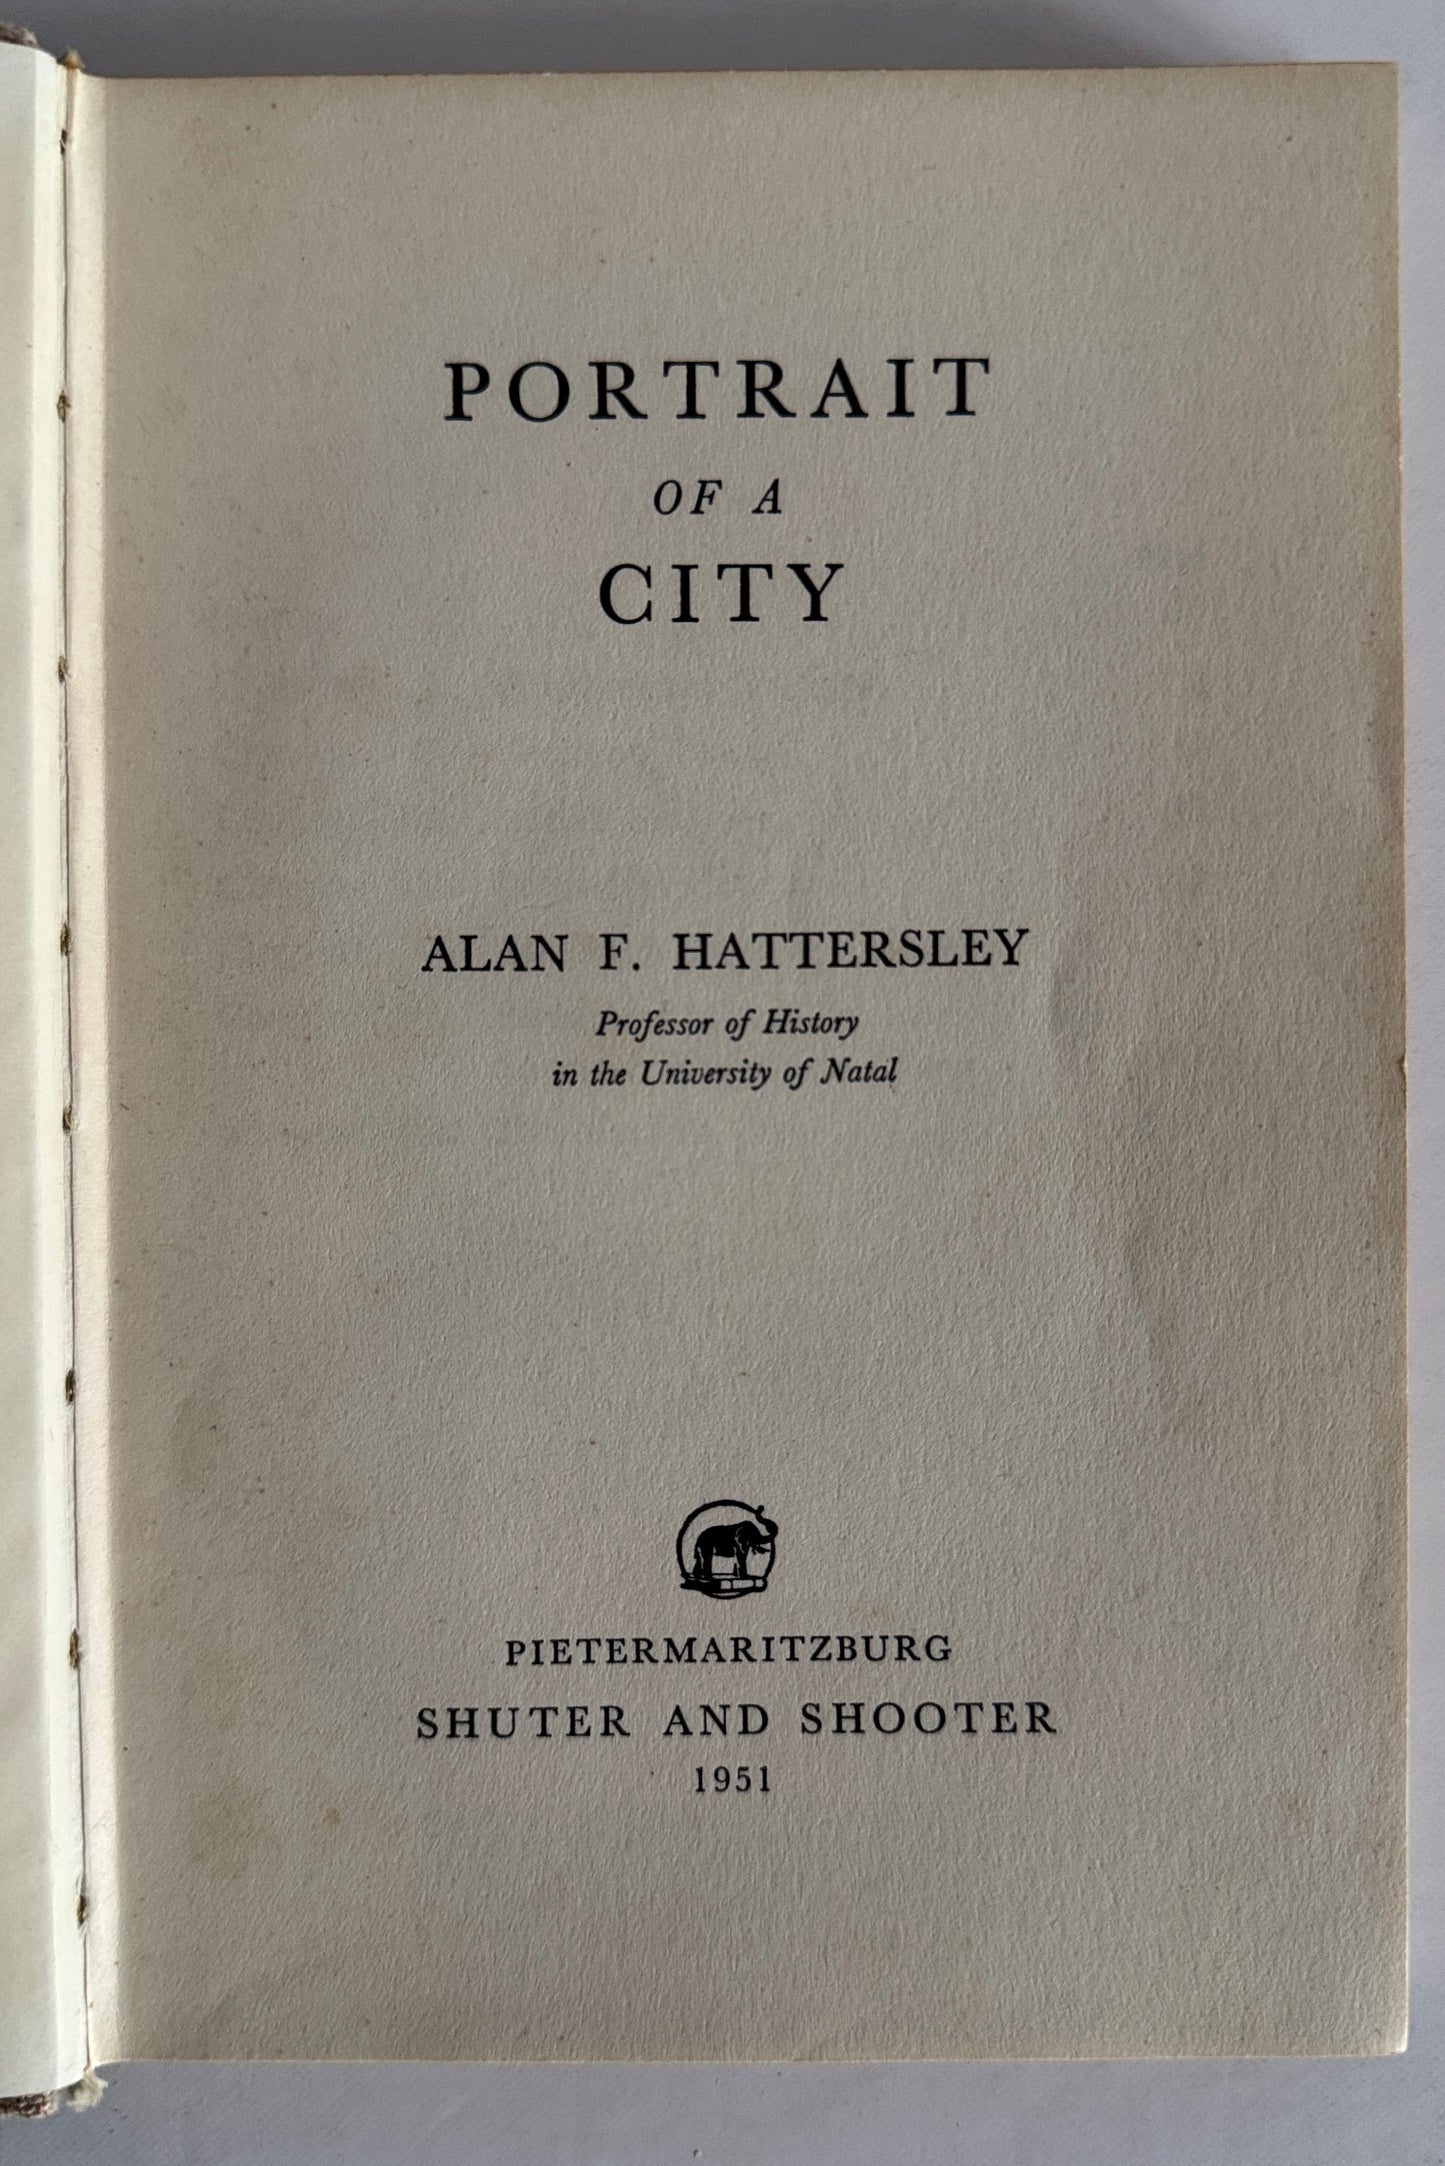 PORTRAIT
OF A
CITY
ALAN F. HATTERSLEY
Professor of History
in the University of Natal
PIETERMARITZBURG
SHUTER AND SHOOTER
1951